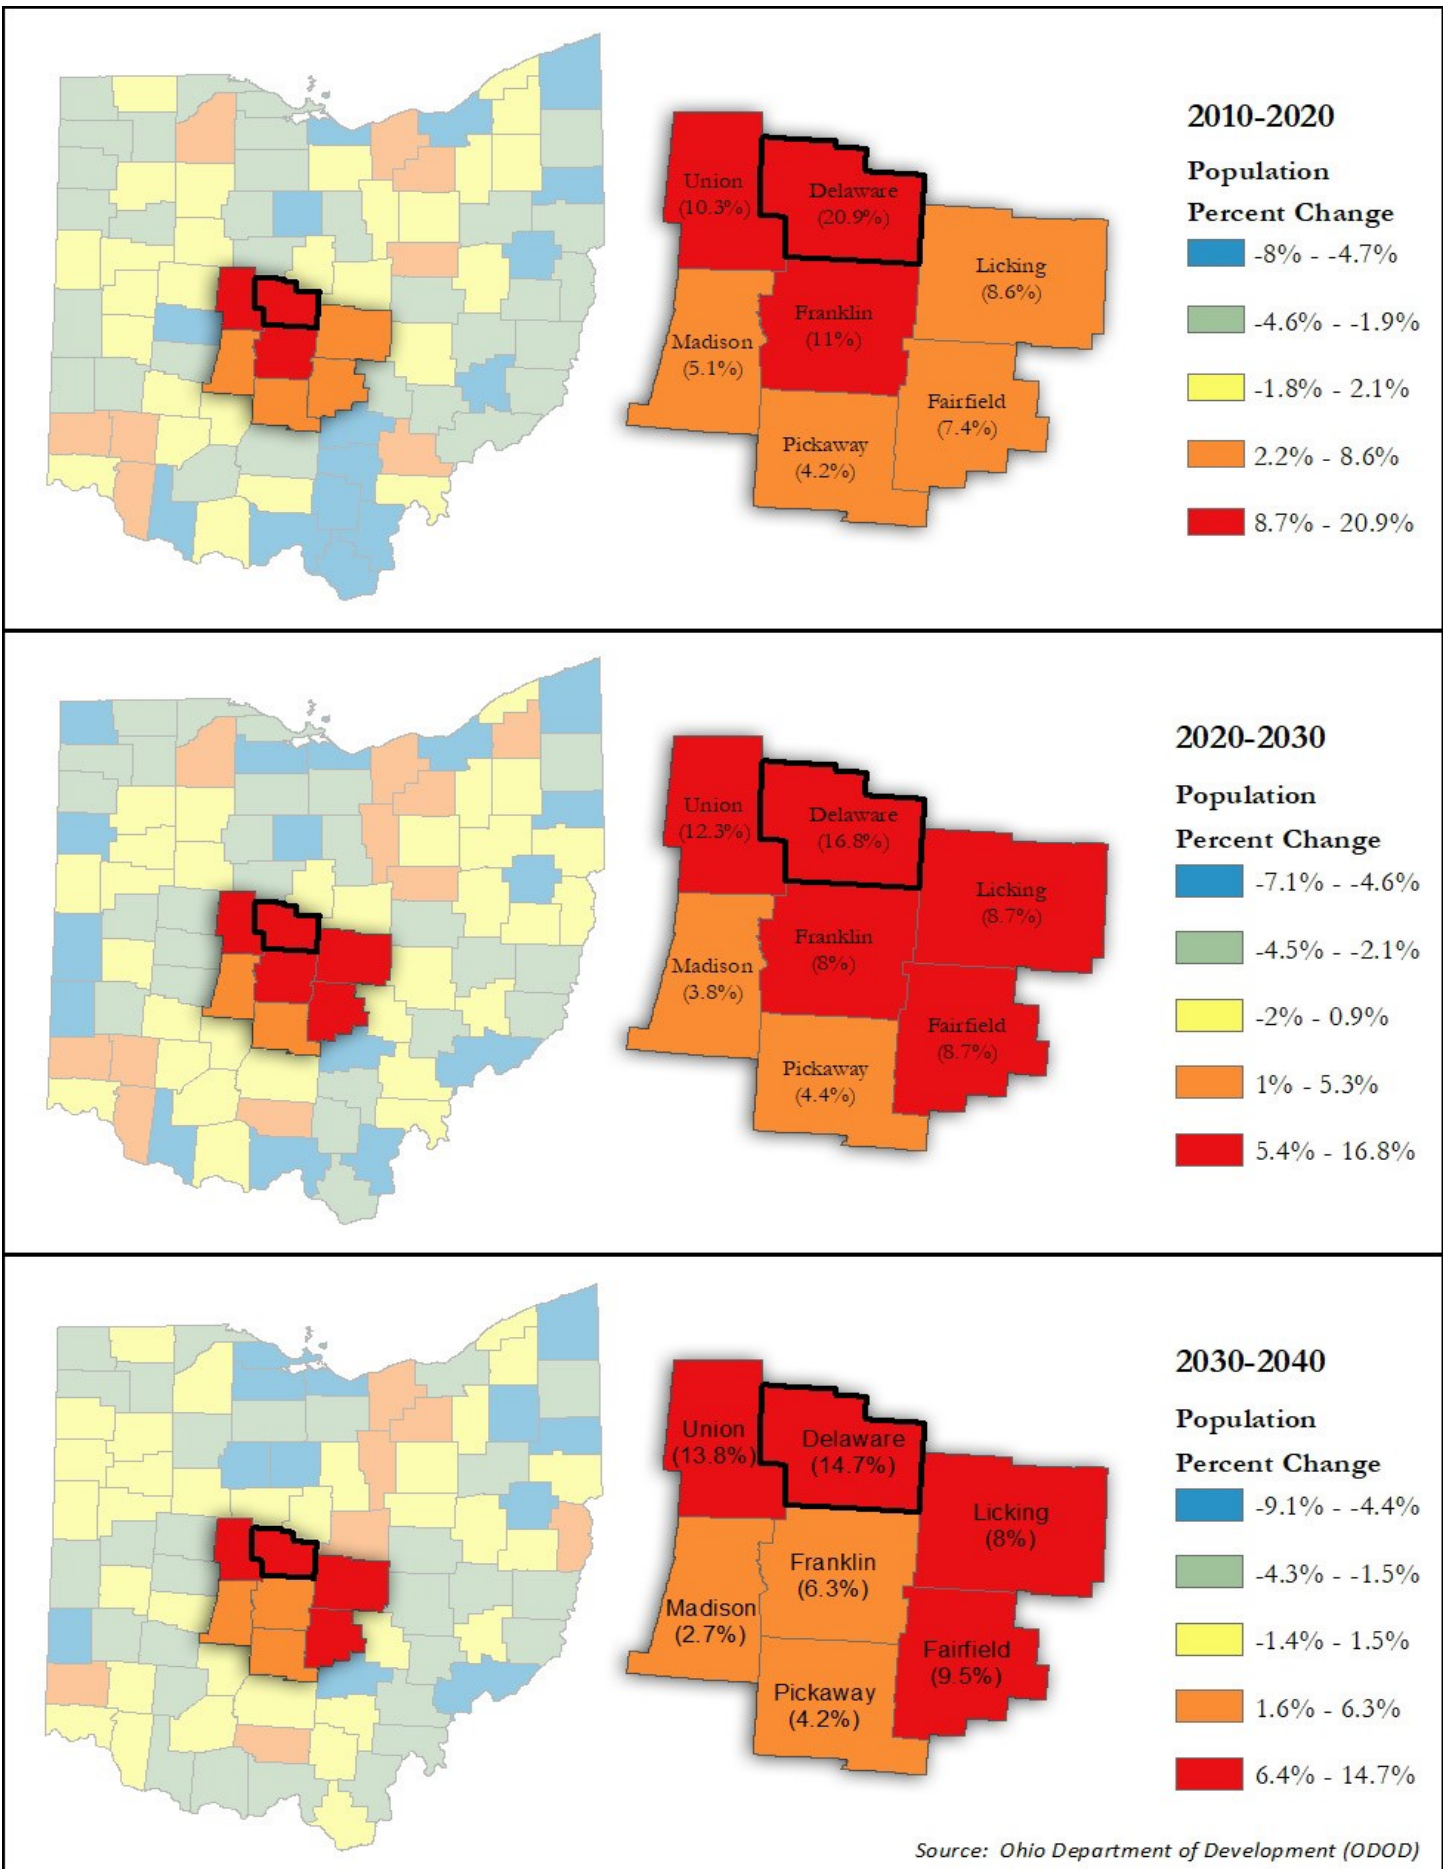 2010-2020
Population
Percent Change
-8% - -4.7%
-4.6% - -1.9%
-1.8% - 2.1%
2.2% - 8.6%
8.7% - 20.9%
Union
(10.3%)
Delaware
(20.9%)
Licking
(8.6%)
Franklin
(11%)
Madison
(5.1%)
Fairfield
(7.4%)
Pickaway
(4.2%)
2020-2030
Population
Percent Change
-7.1% - -4.6%
-4.5% - -2.1%
-2% - 0.9%
1% - 5.3%
5.4% - 16.8%
Union
(12.3%)
Delaware
(16.8%)
Licking
(8.7%)
Franklin
(8%)
Madison
(3.8%)
Fairfield
(8.7%)
Pickaway
(4.4%)
2030-2040
Population
Percent Change
-9.1% - -4.4%
-4.3% - -1.5%
-1.4% - 1.5%
1.6% - 6.3%
6.4% - 14.7%
Union
(13.8%)
Delaware
(14.7%)
Licking
(8%)
Franklin
(6.3%)
Madison
(2.7%)
Fairfield
(9.5%)
Pickaway
(4.2%)
Source: Ohio Department of Development (ODOD)